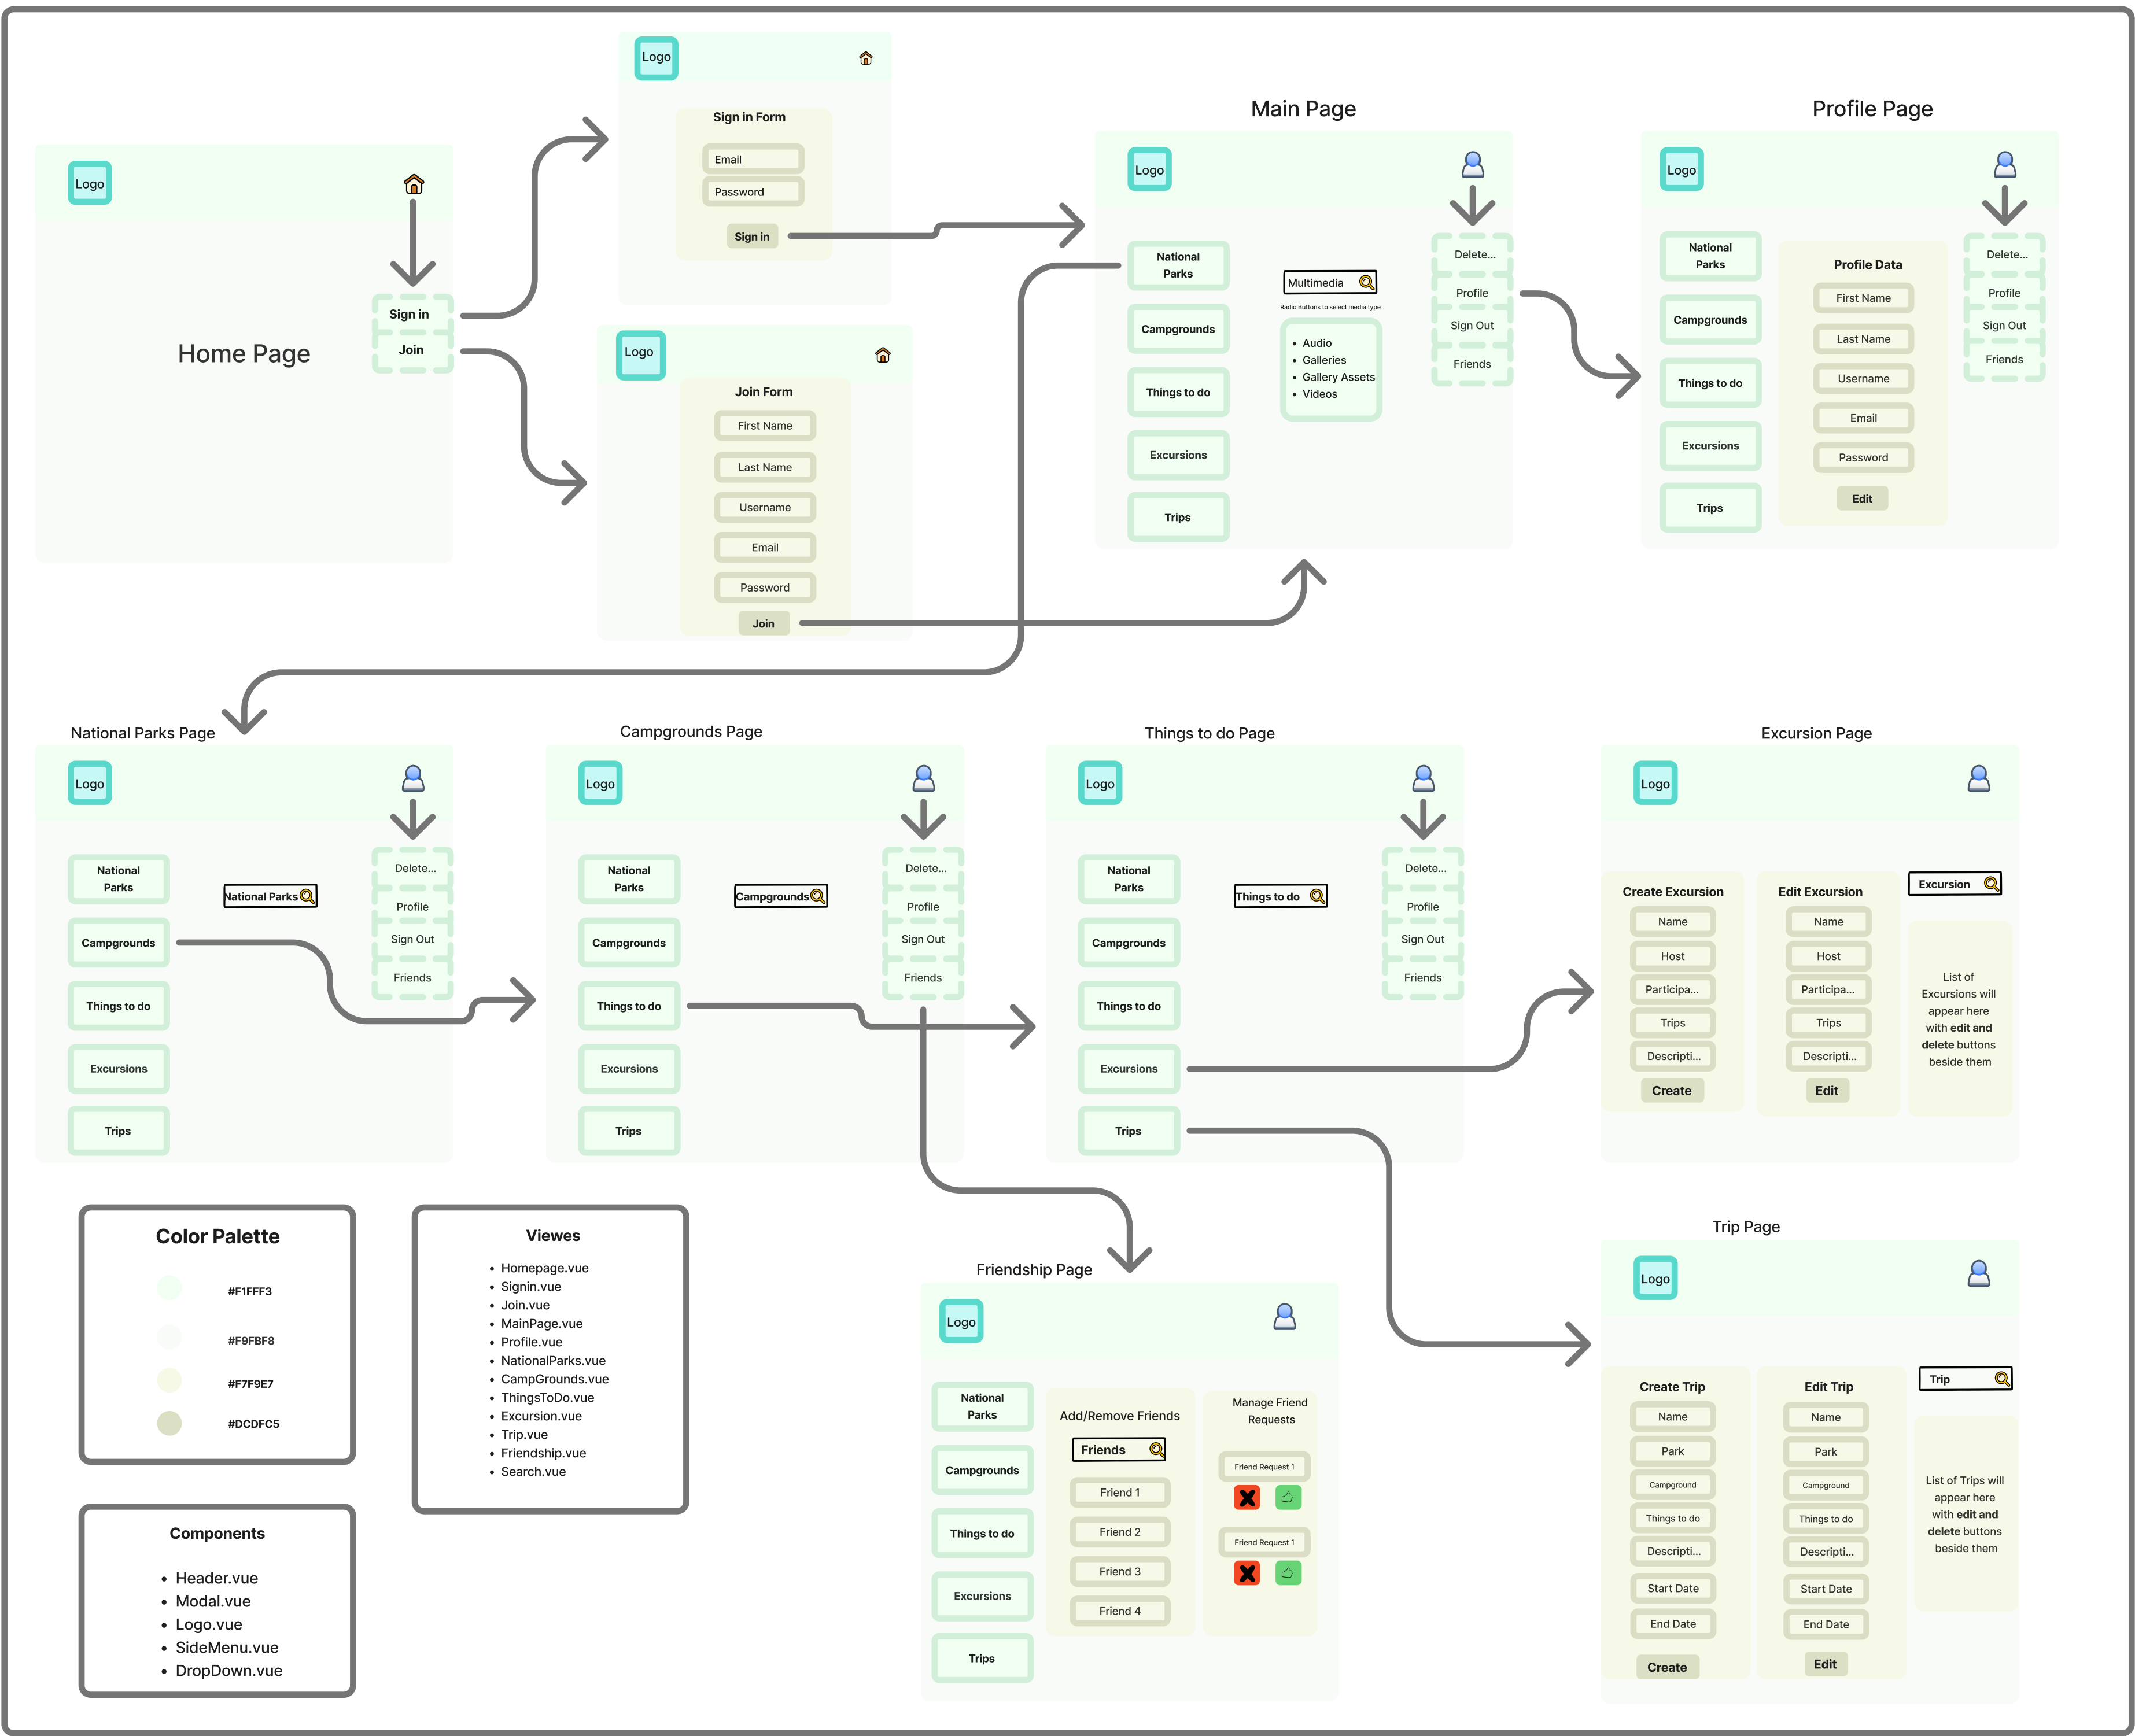 Logo
Home Page
Sign in
Join
Logo
Sign in Form
Email
Password
Sign in
Logo
Join Form
First Name
Last Name
Username
Email
Password
Join
Main Page
Logo
National
Parks
Campgrounds
Things to do
Excursions
Trips
Multimedia
Radio Buttons to select media type
Audio
Galleries
Gallery Assets
Videos
Delete...
Profile
Sign Out
Friends
Profile Page
Logo
National
Parks
Campgrounds
Things to do
Excursions
Trips
Profile Data
First Name
Last Name
Username
Email
Password
Edit
Delete...
Profile
Sign Out
Friends
National Parks Page
Logo
National
Parks
Campgrounds
Things to do
Excursions
Trips
National Parks
Delete...
Profile
Sign Out
Friends
Campgrounds Page
Logo
National
Parks
Campgrounds
Things to do
Excursions
Trips
Campgrounds
Delete...
Profile
Sign Out
Friends
Things to do Page
Logo
National
Parks
Campgrounds
Things to do
Excursions
Trips
Things to do
Delete...
Profile
Sign Out
Friends
Excursion Page
Logo
Create Excursion
Name
Host
Participa...
Trips
Descripti...
Create
Edit Excursion
Name
Host
Participa...
Trips
Descripti...
Edit
Excursion
List of
Excursions will
appear here
with edit and
delete buttons
beside them
Color Palette
#F1FFF3
#F9FBF8
#F7F9E7
#DCDFC5
Components
Header.vue
Modal.vue
Logo.vue
SideMenu.vue
DropDown.vue
Viewes
Homepage.vue
Signin.vue
Join.vue
MainPage.vue
Profile.vue
NationalParks.vue
CampGrounds.vue
ThingsToDo.vue
Excursion.vue
Trip.vue
Friendship.vue
Search.vue
Friendship Page
Logo
National
Parks
Campgrounds
Things to do
Excursions
Trips
Add/Remove Friends
Friends
Friend 1
Friend 2
Friend 3
Friend 4
Manage Friend
Requests
Friend Request 1
Friend Request 1
Trip Page
Logo
Create Trip
Name
Park
Campground
Things to do
Descripti...
Start Date
End Date
Create
Edit Trip
Name
Park
Campground
Things to do
Descripti...
Start Date
End Date
Edit
Trip
List of Trips will
appear here
with edit and
delete buttons
beside them